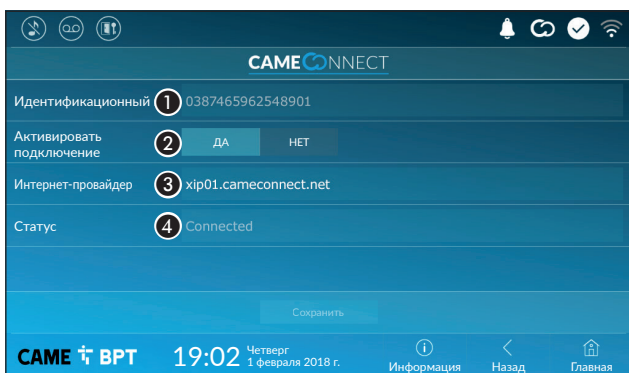 CAMECONNECT
Идентификационный 1 0387465962548901
Активировать
подключение 2 ДА НЕТ
Интернет-провайдер 3 xip01.cameconnect.net
Статус 4 Connected
Сохранить
CAME BPT 19:02 Четверг
1 февраля 2018 г.
Информация Назад Главная